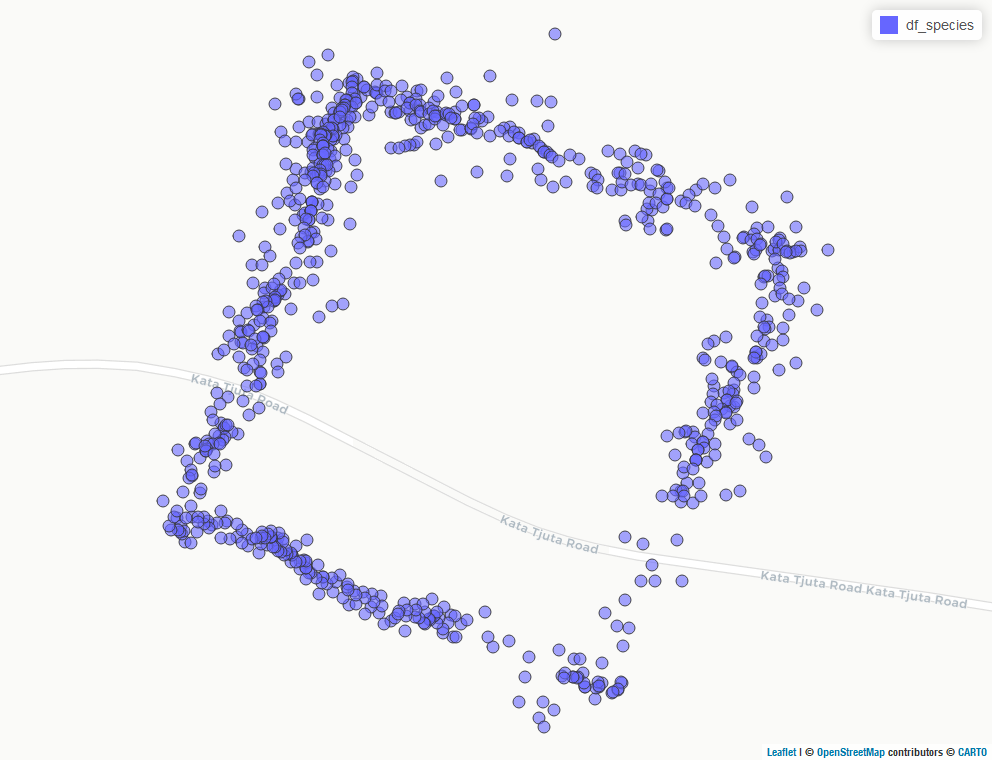 df_species
Kata Tjuta Road
Kata Tjuta Road
Kata Tjuta Road Kata Tjuta Road
Leaflet | © OpenStreetMap contributors © CARTO